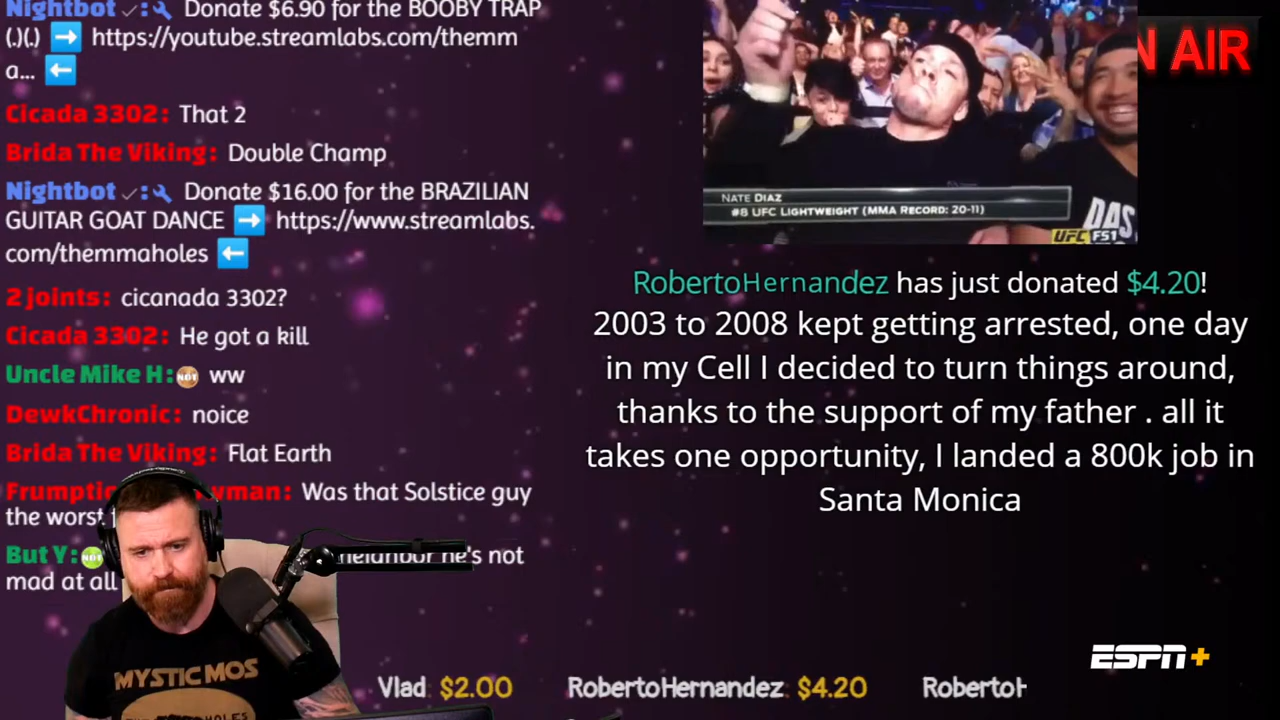 Nightbot : Donate $6.90 for the BOOBY TRAP
(.)(.) ➡️ https://youtube.streamlabs.com/themm
a... ⬅️
Cicada 3302: That 2
Brida The Viking: Double Champ
Nightbot : Donate $16.00 for the BRAZILIAN
GUITAR GOAT DANCE ➡️ https://www.streamlabs.
com/themmaholes ⬅️
2 joints: cicanada 3302?
Cicada 3302: He got a kill
Uncle Mike H: ww
DewkChronic: noice
Brida The Viking: Flat Earth
Was that Solstice guy
the worst
But Y: neighbor he's not
mad at all
MYSTIC MOS
N AIR
NATE DIAZ
#8 UFC LIGHTWEIGHT (MMA RECORD: 20-11)
DAS
UFC FS1
RobertoHernandez has just donated $4.20!
2003 to 2008 kept getting arrested, one day
in my Cell I decided to turn things around,
thanks to the support of my father . all it
takes one opportunity, I landed a 800k job in
Santa Monica
ESPN+
Vlad $2.00 RobertoHernandez $4.20 RobertoH